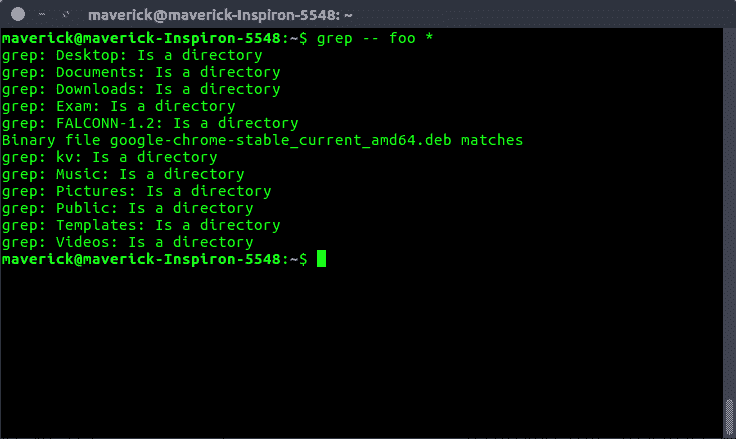 maverick@maverick-Inspiron-5548: ~
maverick@maverick-Inspiron-5548:~$ grep -- foo *
grep: Desktop: Is a directory
grep: Documents: Is a directory
grep: Downloads: Is a directory
grep: Exam: Is a directory
grep: FALCONN-1.2: Is a directory
Binary file google-chrome-stable_current_amd64.deb matches
grep: kv: Is a directory
grep: Music: Is a directory
grep: Pictures: Is a directory
grep: Public: Is a directory
grep: Templates: Is a directory
grep: Videos: Is a directory
maverick@maverick-Inspiron-5548:~$